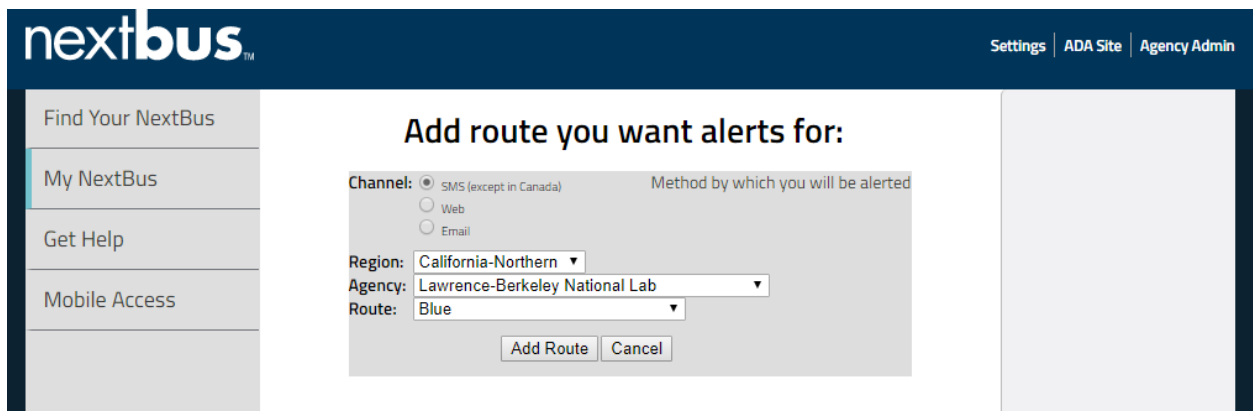 nextbus™
Settings | ADA Site | Agency Admin
Find Your NextBus
My NextBus
Get Help
Mobile Access
Add route you want alerts for:
Channel: SMS (except in Canada) Method by which you will be alerted
Web
Email
Region: California-Northern
Agency: Lawrence-Berkeley National Lab
Route: Blue
Add Route Cancel